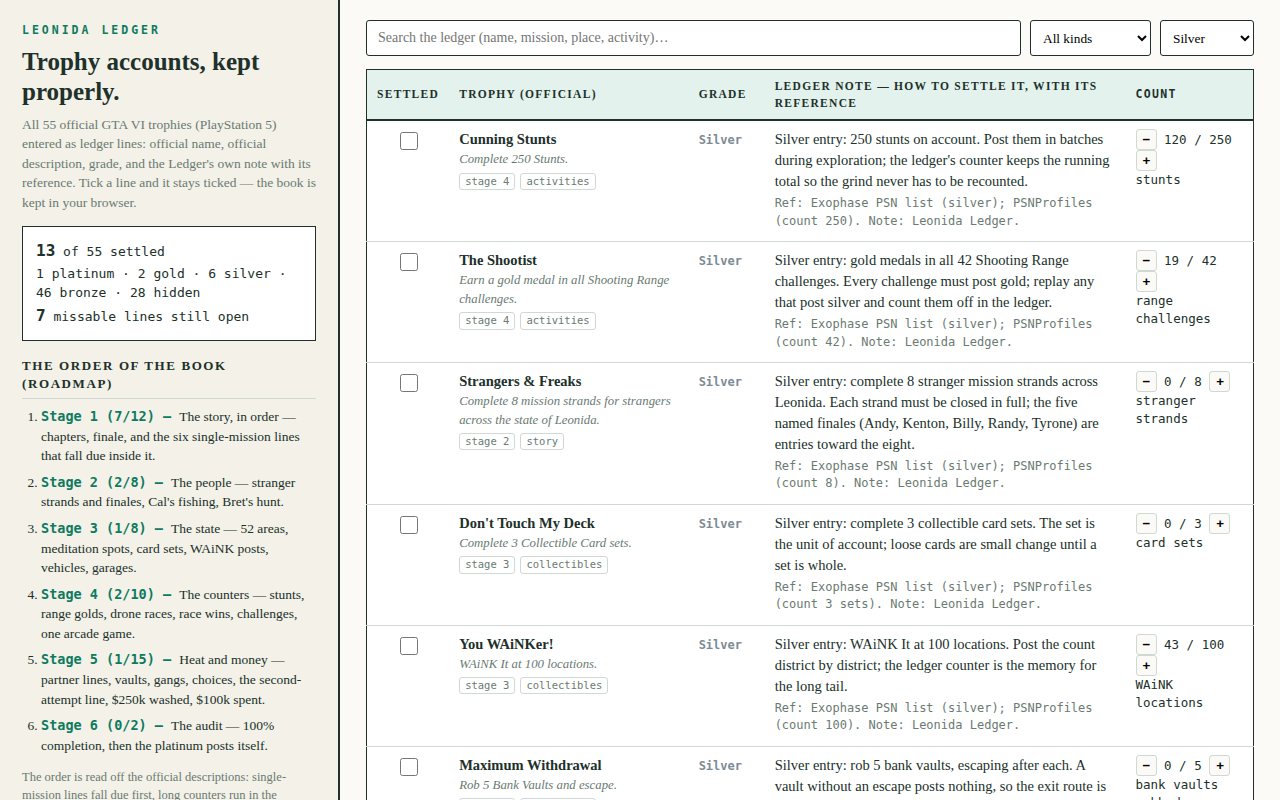 LEONIDA LEDGER
Trophy accounts, kept
properly.
All 55 official GTA VI trophies (PlayStation 5)
entered as ledger lines: official name, official
description, grade, and the Ledger's own note with its
reference. Tick a line and it stays ticked — the book is
kept in your browser.
13 of 55 settled
1 platinum · 2 gold · 6 silver ·
46 bronze · 28 hidden
7 missable lines still open
THE ORDER OF THE BOOK
(ROADMAP)
1. Stage 1 (7/12) — The story, in order —
chapters, finale, and the six single-mission lines
that fall due inside it.
2. Stage 2 (2/8) — The people — stranger
strands and finales, Cal's fishing, Bret's hunt.
3. Stage 3 (1/8) — The state — 52 areas,
meditation spots, card sets, WAiNK posts,
vehicles, garages.
4. Stage 4 (2/10) — The counters — stunts,
range golds, drone races, race wins, challenges,
one arcade game.
5. Stage 5 (1/15) — Heat and money —
partner lines, vaults, gangs, choices, the second-
attempt line, $250k washed, $100k spent.
6. Stage 6 (0/2) — The audit — 100%
completion, then the platinum posts itself.
The order is read off the official descriptions: single-
mission lines fall due first, long counters run in the
Search the ledger (name, mission, place, activity)…
All kinds
Silver
SETTLED TROPHY (OFFICIAL) GRADE LEDGER NOTE — HOW TO SETTLE IT, WITH ITS REFERENCE COUNT
Cunning Stunts
Complete 250 Stunts.
stage 4 activities
Silver
Silver entry: 250 stunts on account. Post them in batches
during exploration; the ledger's counter keeps the running
total so the grind never has to be recounted.
Ref: Exophase PSN list (silver); PSNProfiles
(count 250). Note: Leonida Ledger.
− 120 / 250
+
stunts
The Shootist
Earn a gold medal in all Shooting Range
challenges.
stage 4 activities
Silver
Silver entry: gold medals in all 42 Shooting Range
challenges. Every challenge must post gold; replay any
that post silver and count them off in the ledger.
Ref: Exophase PSN list (silver); PSNProfiles
(count 42). Note: Leonida Ledger.
− 19 / 42
+
range
challenges
Strangers & Freaks
Complete 8 mission strands for strangers
across the state of Leonida.
stage 2 story
Silver
Silver entry: complete 8 stranger mission strands across
Leonida. Each strand must be closed in full; the five
named finales (Andy, Kenton, Billy, Randy, Tyrone) are
entries toward the eight.
Ref: Exophase PSN list (silver); PSNProfiles
(count 8). Note: Leonida Ledger.
− 0 / 8 +
stranger
strands
Don't Touch My Deck
Complete 3 Collectible Card sets.
stage 3 collectibles
Silver
Silver entry: complete 3 collectible card sets. The set is
the unit of account; loose cards are small change until a
set is whole.
Ref: Exophase PSN list (silver); PSNProfiles
(count 3 sets). Note: Leonida Ledger.
− 0 / 3 +
card sets
You WAiNKer!
WAiNK It at 100 locations.
stage 3 collectibles
Silver
Silver entry: WAiNK It at 100 locations. Post the count
district by district; the ledger counter is the memory for
the long tail.
Ref: Exophase PSN list (silver); PSNProfiles
(count 100). Note: Leonida Ledger.
− 43 / 100
+
WAiNK
locations
Maximum Withdrawal
Rob 5 Bank Vaults and escape.
Silver
Silver entry: rob 5 bank vaults, escaping after each. A
vault without an escape posts nothing, so the exit route is
− 0 / 5 +
bank vaults